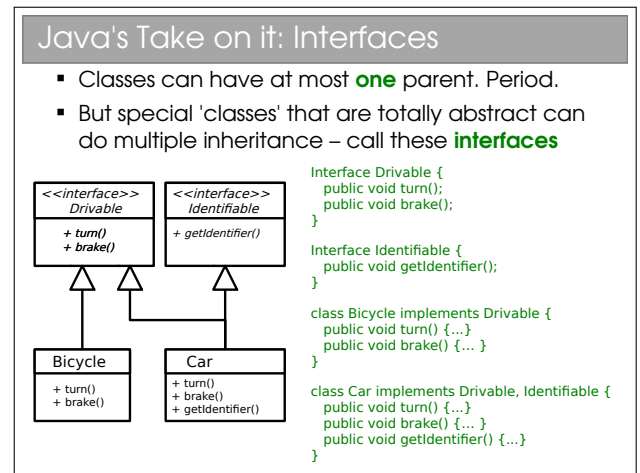 Java's Take on it: Interfaces
▪ Classes can have at most one parent. Period.
▪ But special 'classes' that are totally abstract can
do multiple inheritance – call these interfaces
<<interface>>
Drivable
+ turn()
+ brake()
<<interface>>
Identifiable
+ getIdentifier()
Bicycle
+ turn()
+ brake()
Car
+ turn()
+ brake()
+ getIdentifier()
Interface Drivable {
public void turn();
public void brake();
}
Interface Identifiable {
public void getIdentifier();
}
class Bicycle implements Drivable {
public void turn() {...}
public void brake() {... }
}
class Car implements Drivable, Identifiable {
public void turn() {...}
public void brake() {... }
public void getIdentifier() {...}
}